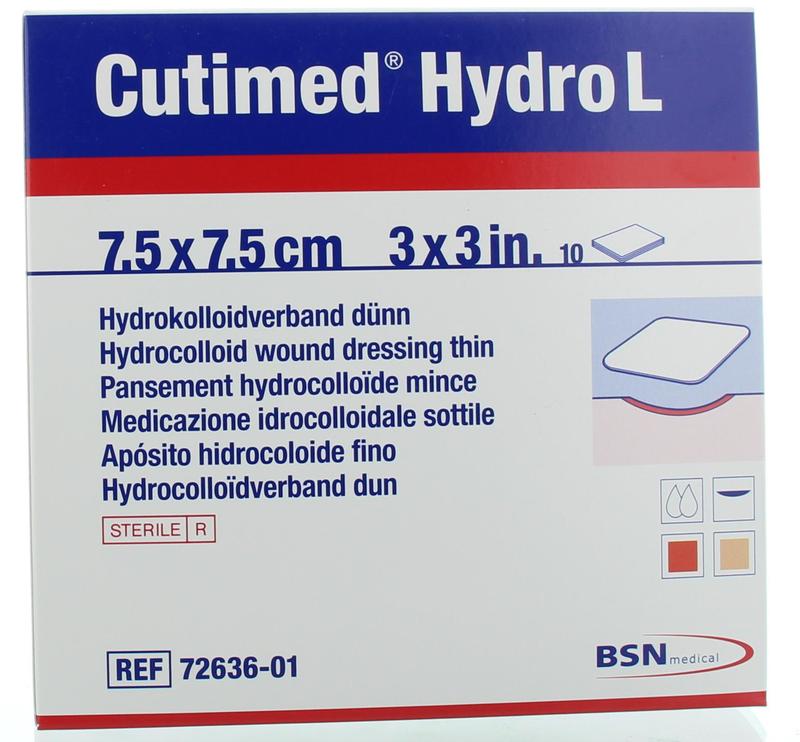 Cutimed® Hydro L
7.5 x 7.5 cm 3 x 3 in. 10
Hydrokolloidverband dünn
Hydrocolloid wound dressing thin
Pansement hydrocolloïde mince
Medicazione idrocolloidale sottile
Apósito hidrocoloide fino
Hydrocolloïdverband dun
STERILE R
REF 72636-01
BSN medical